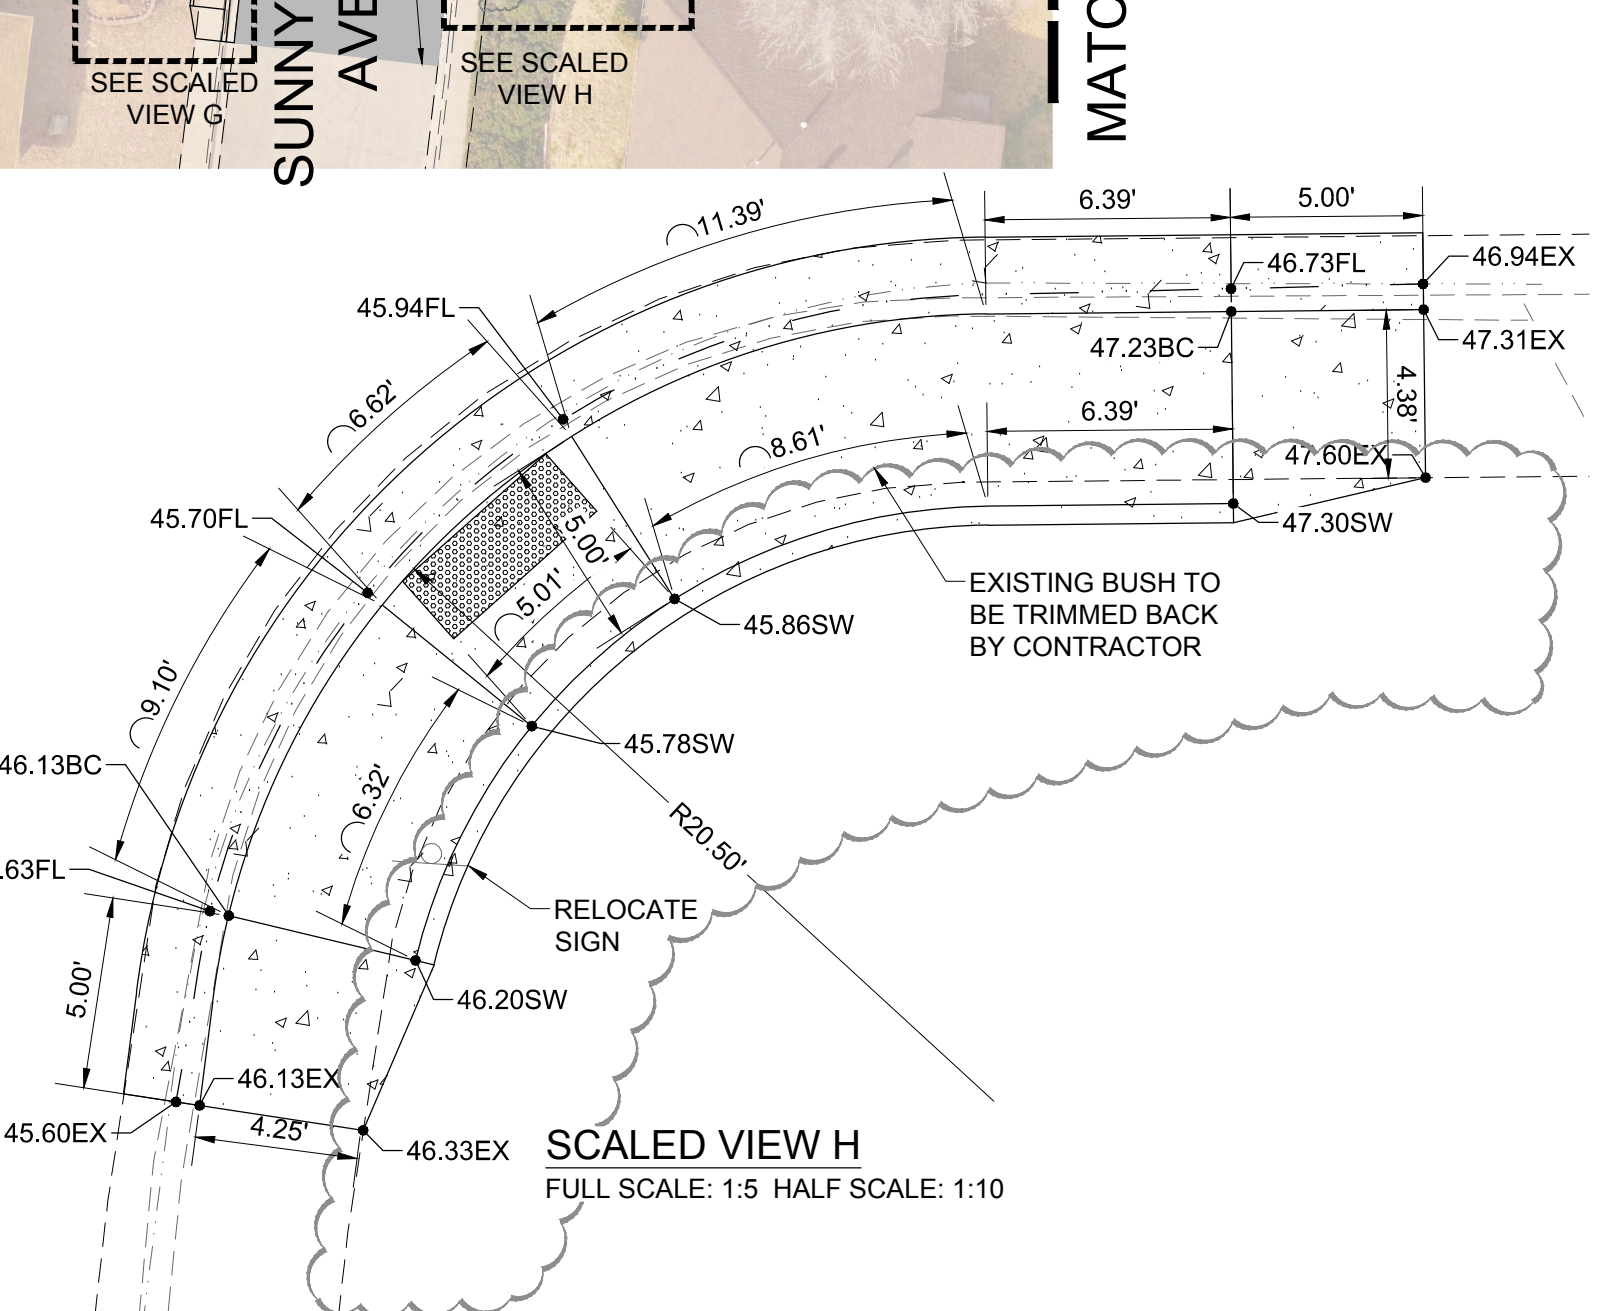 SEE SCALED
VIEW G
SUNNY
AVE
SEE SCALED
VIEW H
MATC
11.39'
6.39'
5.00'
46.73FL
46.94EX
45.94FL
47.23BC
47.31EX
6.62'
4.38'
6.39'
8.61'
47.60EX
45.70FL
5.00'
47.30SW
5.01'
EXISTING BUSH TO
BE TRIMMED BACK
BY CONTRACTOR
45.86SW
9.10'
45.78SW
46.13BC
6.32'
R20.50'
.63FL
RELOCATE
SIGN
5.00'
46.20SW
46.13EX
45.60EX
4.25'
46.33EX
SCALED VIEW H
FULL SCALE: 1:5 HALF SCALE: 1:10